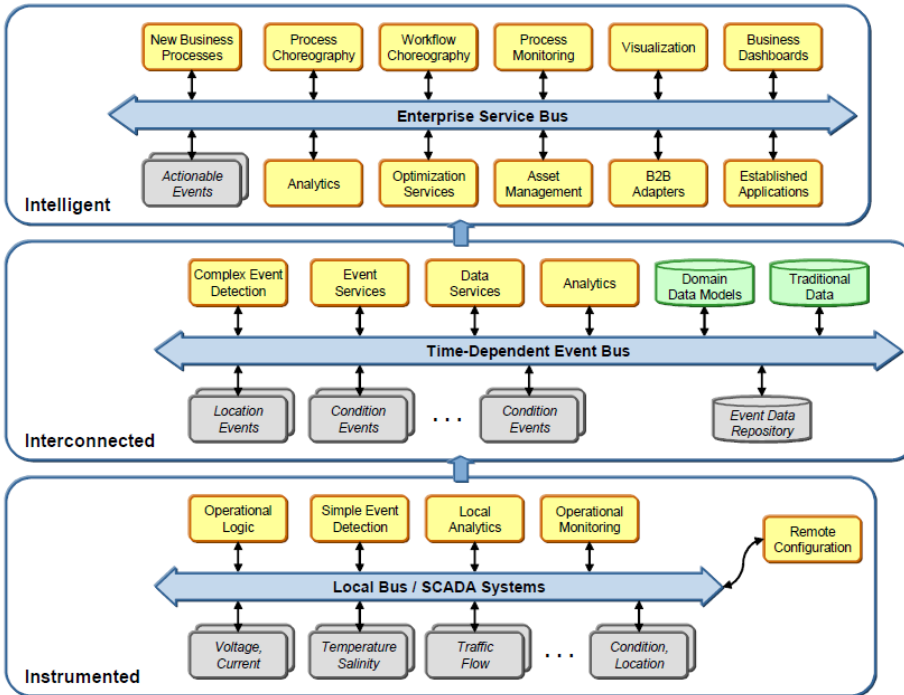 New Business
Processes
Process
Choreography
Workflow
Choreography
Process
Monitoring
Visualization
Business
Dashboards
Enterprise Service Bus
Actionable
Events
Analytics
Optimization
Services
Asset
Management
B2B
Adapters
Established
Applications
Intelligent
Complex Event
Detection
Event
Services
Data
Services
Analytics
Domain
Data Models
Traditional
Data
Time-Dependent Event Bus
Location
Events
Condition
Events
. . .
Condition
Events
Event Data
Repository
Interconnected
Operational
Logic
Simple Event
Detection
Local
Analytics
Operational
Monitoring
Remote
Configuration
Local Bus / SCADA Systems
Voltage,
Current
Temperature
Salinity
Traffic
Flow
. . .
Condition,
Location
Instrumented